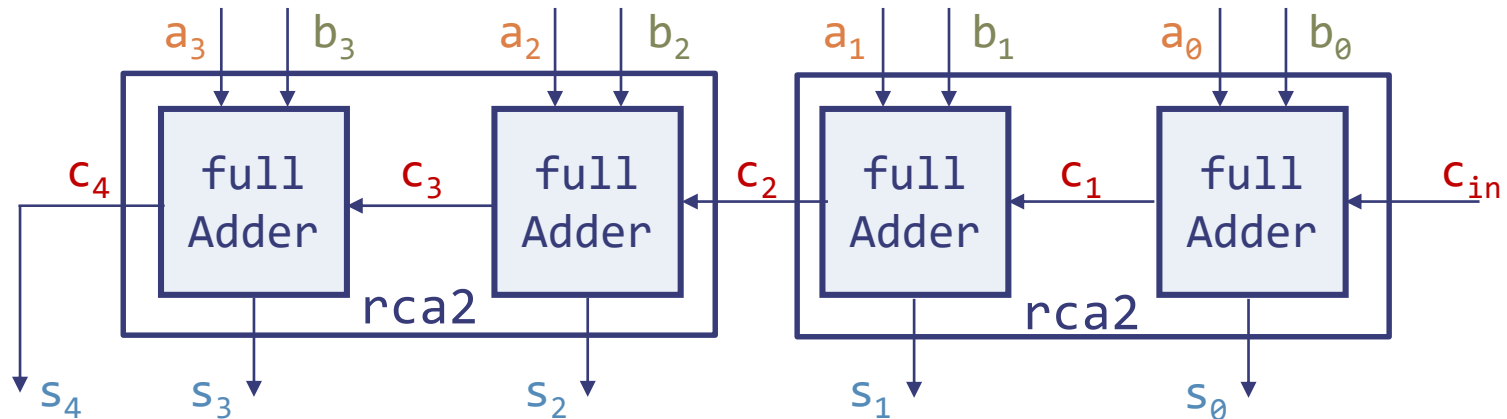 a₃ b₃ a₂ b₂ a₁ b₁ a₀ b₀
c₄ full Adder c₃ full Adder c₂ full Adder c₁ full Adder c_in
rca2 rca2
s₄ s₃ s₂ s₁ s₀